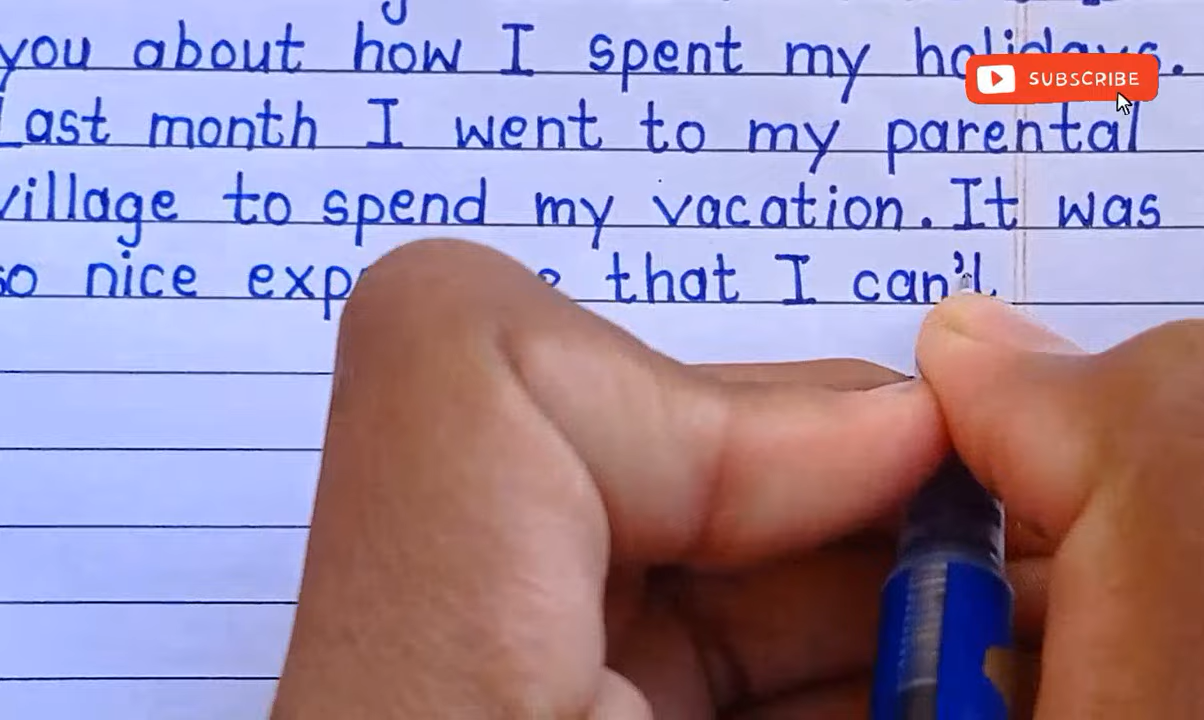 you about how I spent my holidays.
SUBSCRIBE
Last month I went to my parental
village to spend my vacation. It was
so nice that I can't